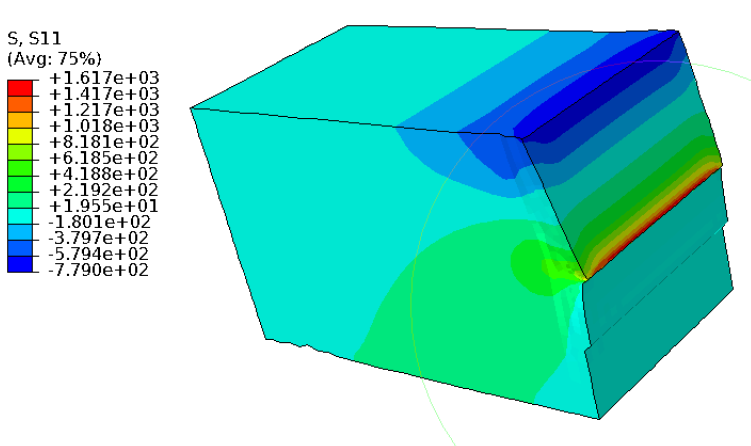 S, S11
(Avg: 75%)
+1.617e+03
+1.417e+03
+1.217e+03
+1.018e+03
+8.181e+02
+6.185e+02
+4.188e+02
+2.192e+02
+1.955e+01
-1.801e+02
-3.797e+02
-5.794e+02
-7.790e+02